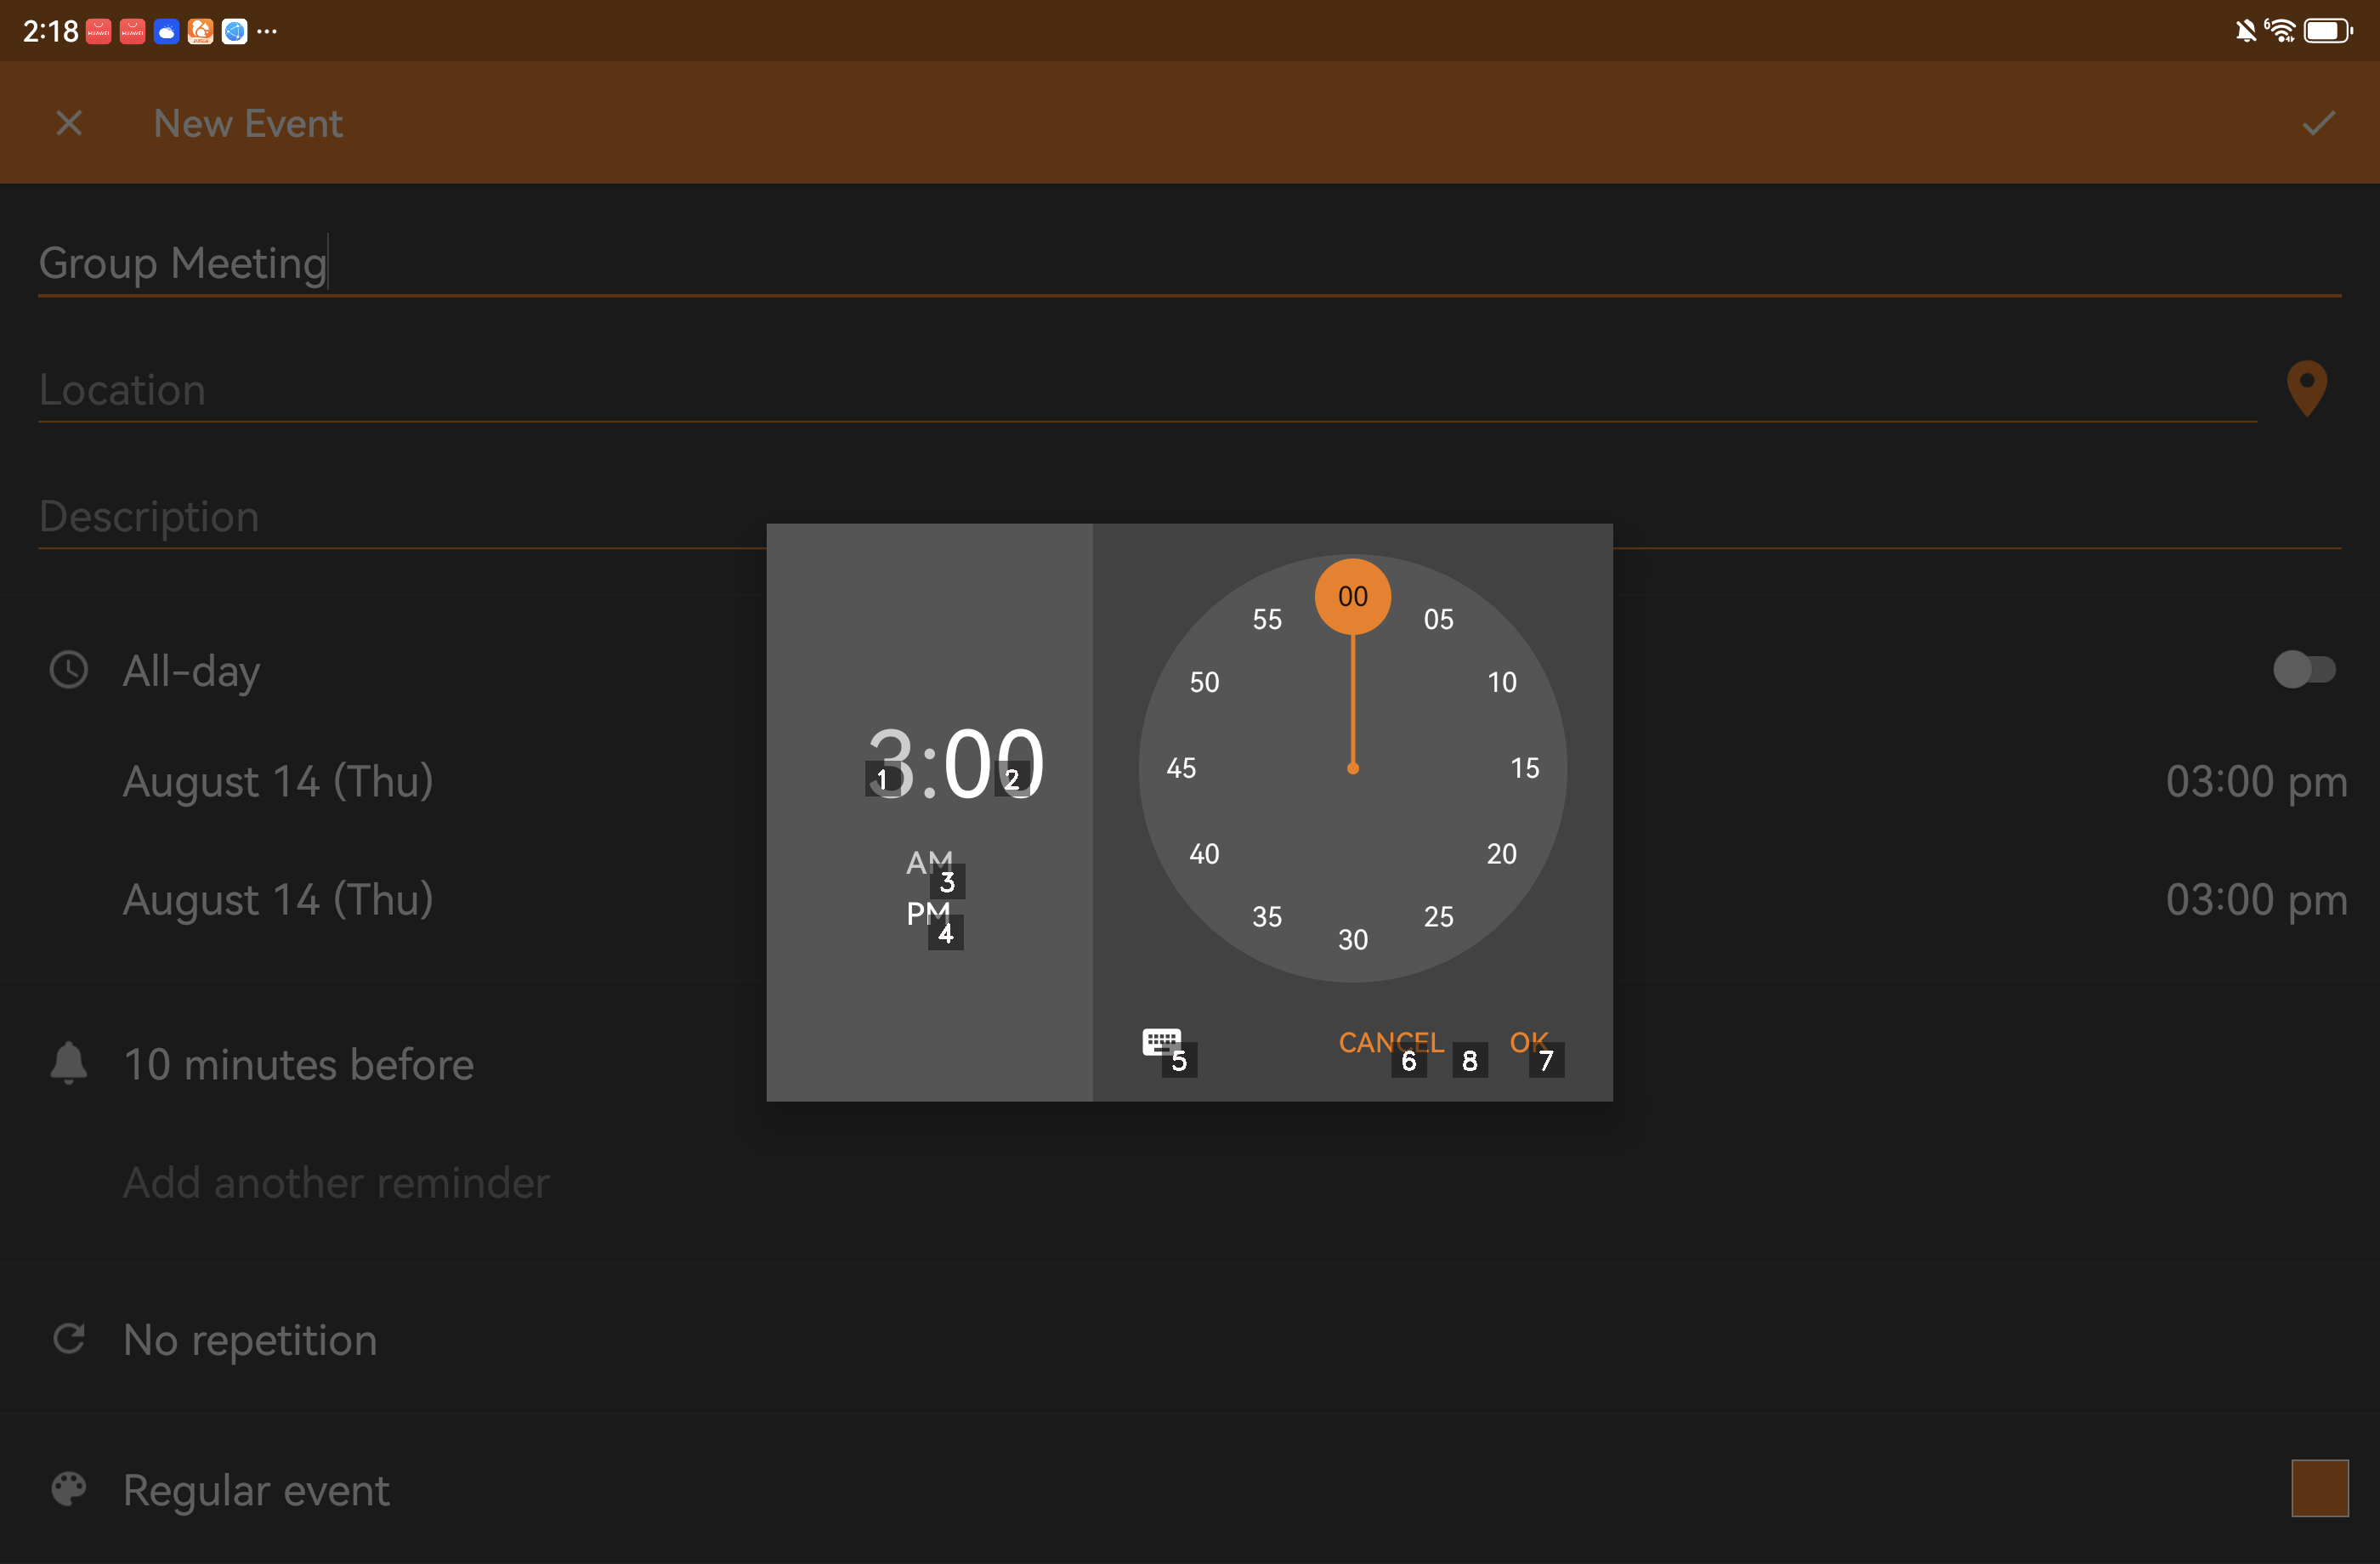 2:18
New Event
Group Meeting
Location
Description
All-day
August 14 (Thu)
03:00 pm
August 14 (Thu)
03:00 pm
3:00
1
2
AM
3
PM
4
00
05
10
15
20
25
30
35
40
45
50
55
5
CANCEL
6
8
OK
7
10 minutes before
Add another reminder
No repetition
Regular event